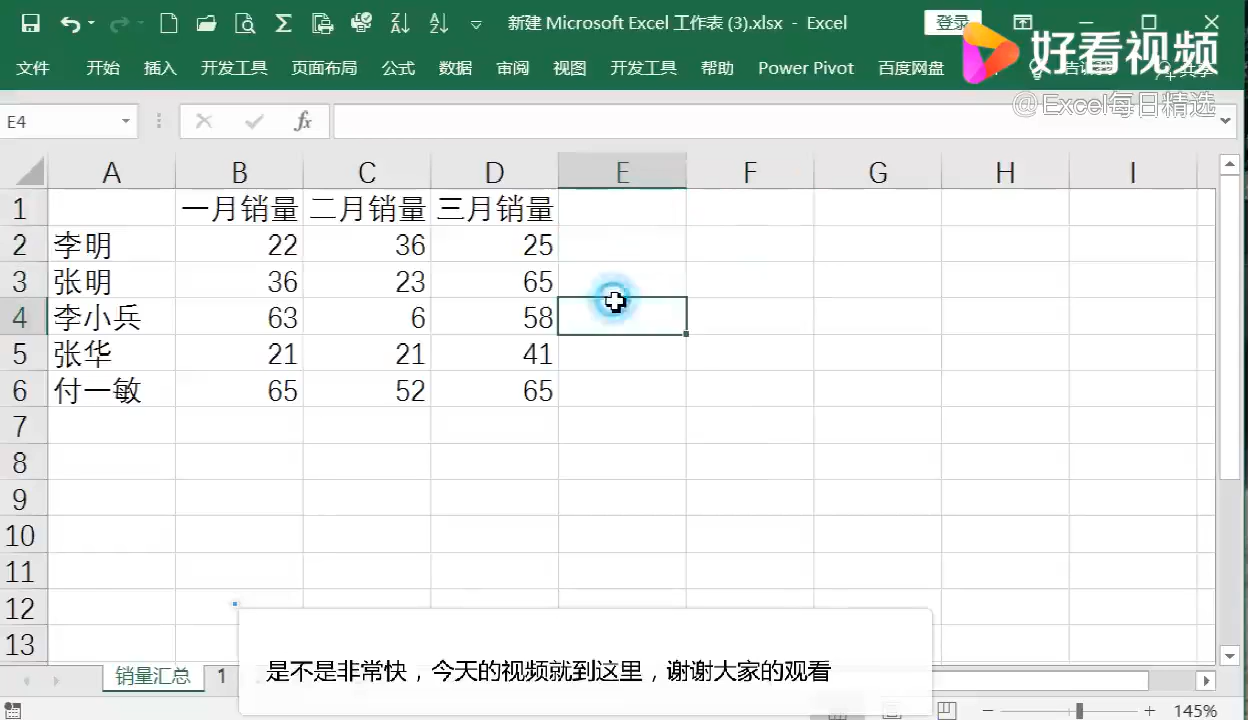 新建 Microsoft Excel 工作表 (3).xlsx - Excel
登录
好看视频
文件 开始 插入 开发工具 页面布局 公式 数据 审阅 视图 开发工具 帮助 Power Pivot 百度网盘
@Excel每日精选
E4 fx
A B C D E F G H I
1 一月销量 二月销量 三月销量
2 李明 22 36 25
3 张明 36 23 65
4 李小兵 63 6 58
5 张华 21 21 41
6 付一敏 65 52 65
7
8
9
10
11
12
13
销量汇总 1
是不是非常快，今天的视频就到这里，谢谢大家的观看
145%